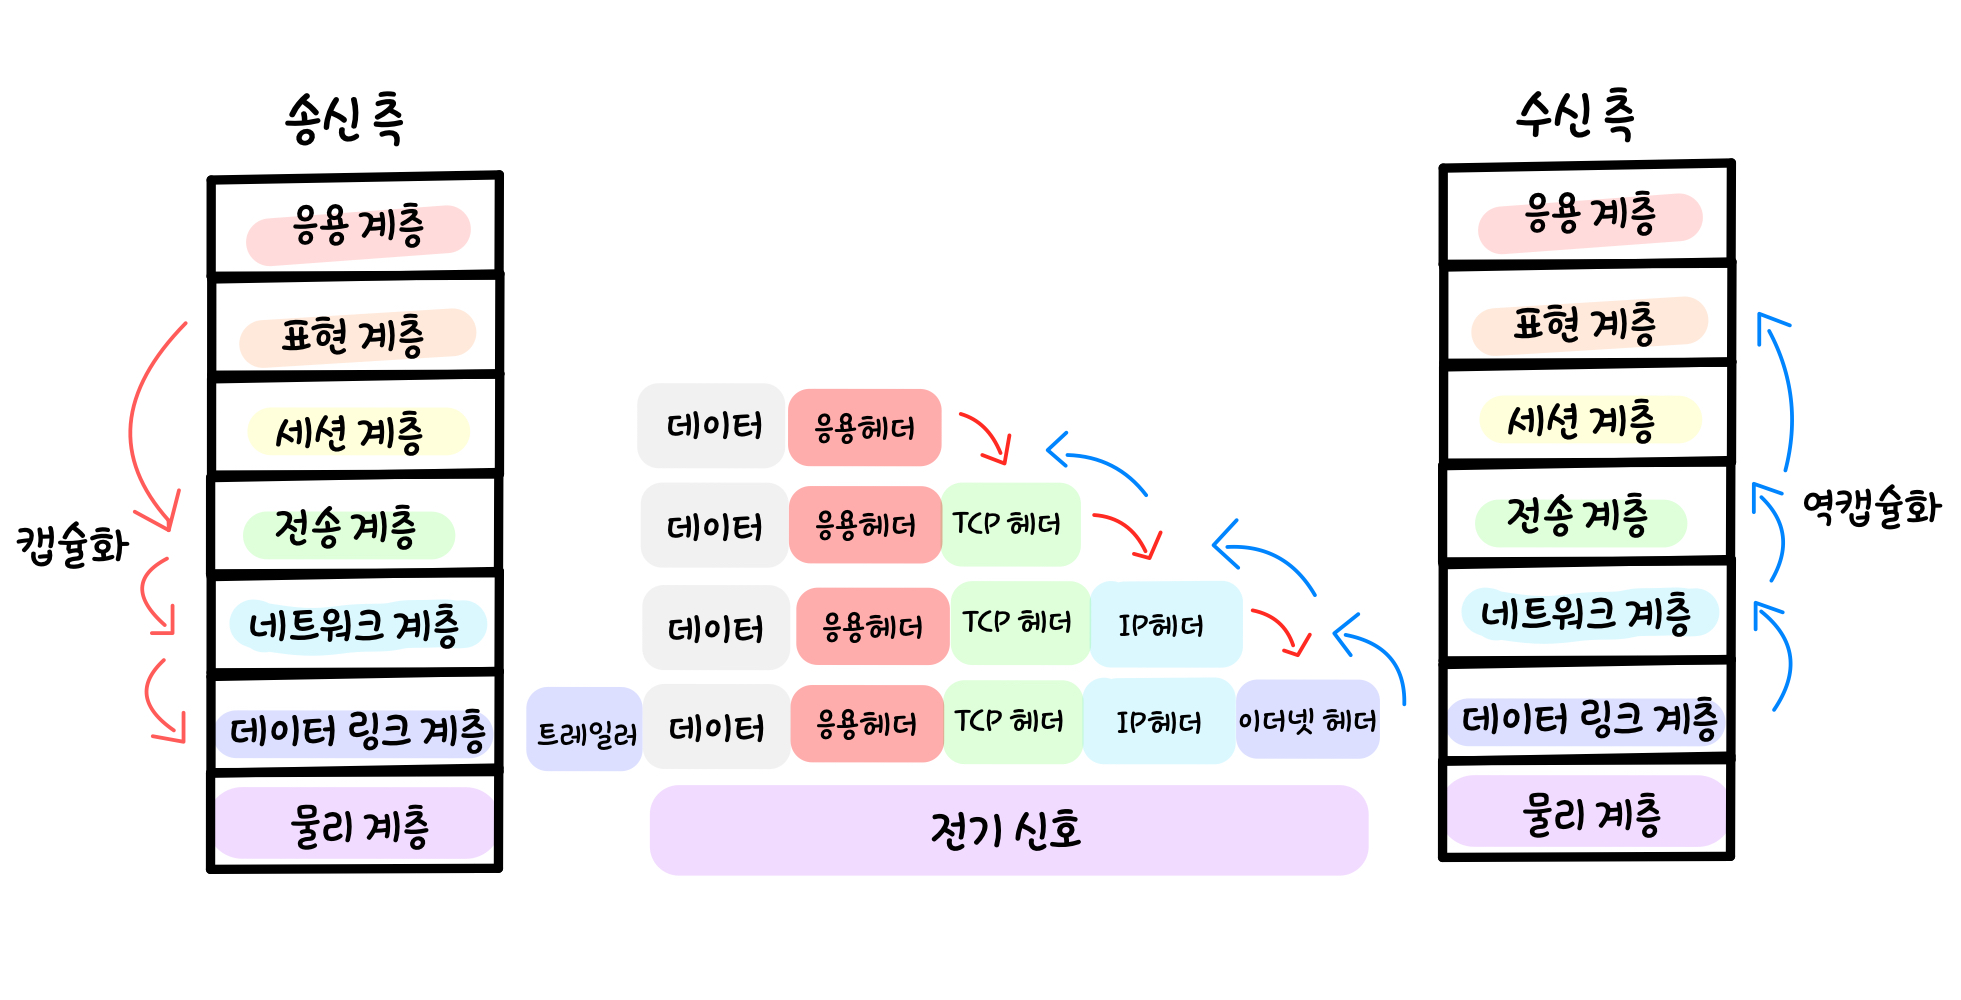 송신 측
응용 계층
표현 계층
세션 계층
전송 계층
네트워크 계층
데이터 링크 계층
물리 계층
캡슐화
데이터 응용헤더
데이터 응용헤더 TCP 헤더
데이터 응용헤더 TCP 헤더 IP헤더
트레일러 데이터 응용헤더 TCP 헤더 IP헤더 이더넷 헤더
전기 신호
수신 측
응용 계층
표현 계층
세션 계층
전송 계층
네트워크 계층
데이터 링크 계층
물리 계층
역캡슐화